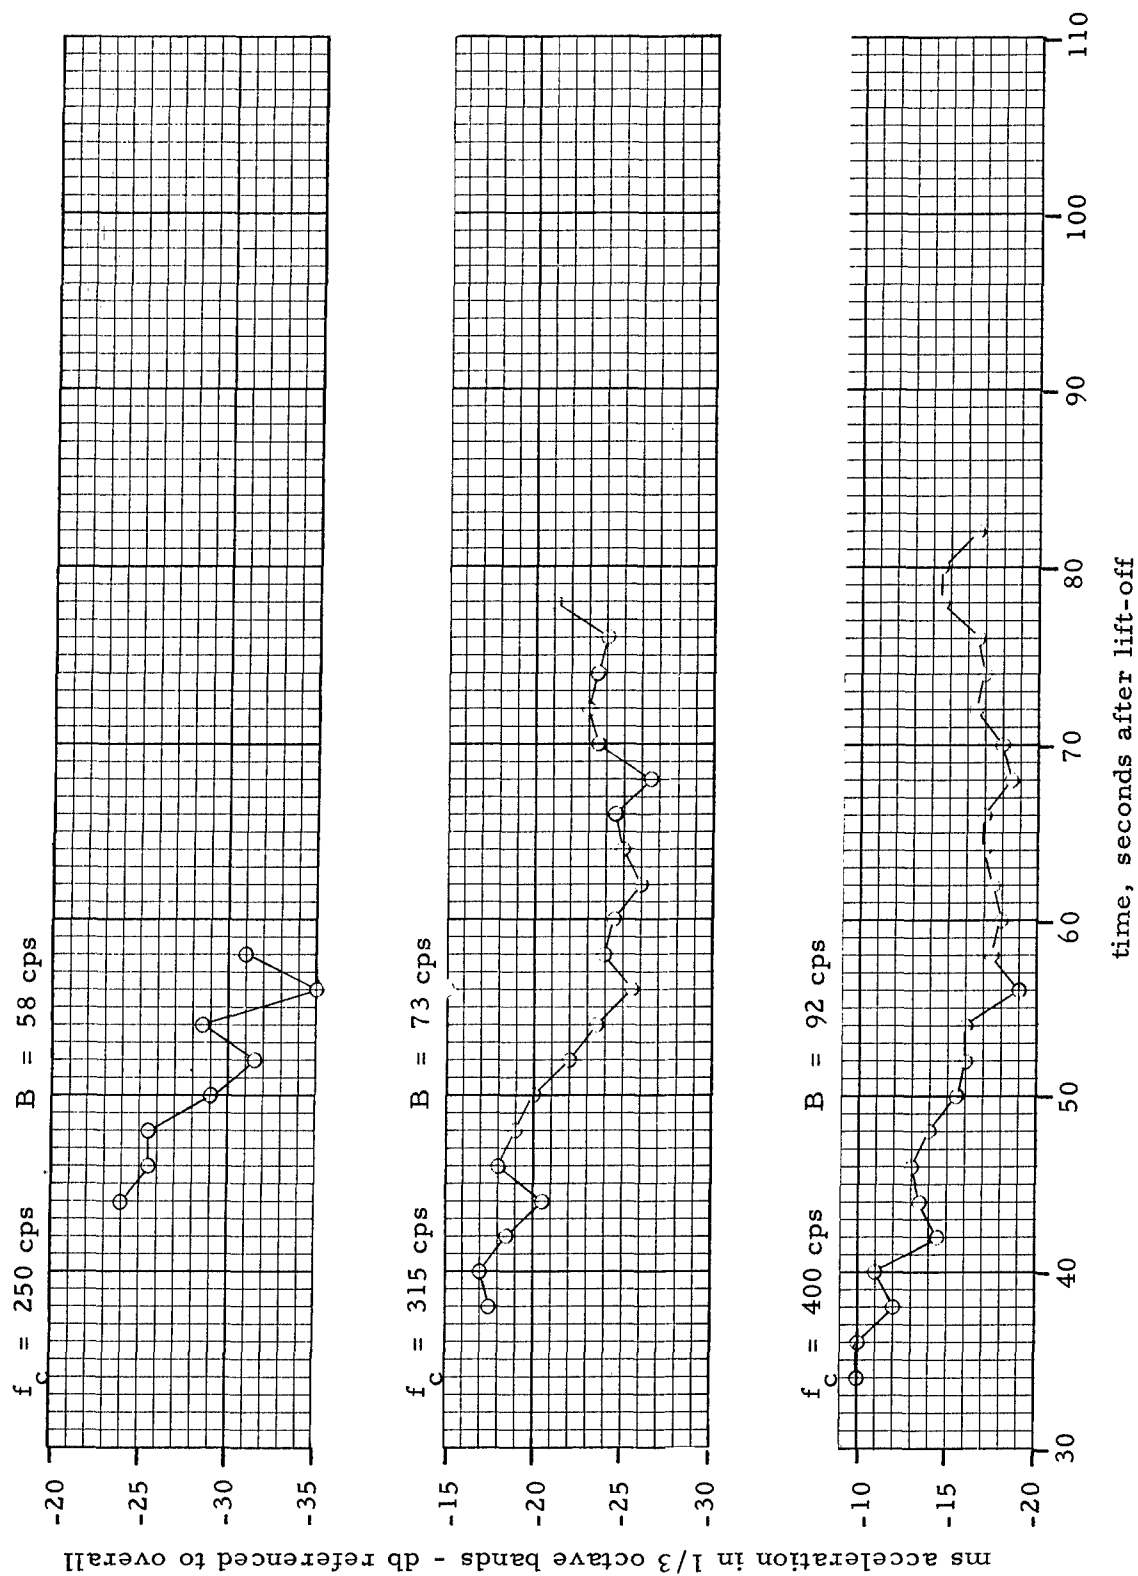 ms acceleration in 1/3 octave bands - db referenced to overall
f_c = 250 cps B = 58 cps
-20
-25
-30
-35
f_c = 315 cps B = 73 cps
-15
-20
-25
-30
f_c = 400 cps B = 92 cps
-10
-15
-20
30 40 50 60 70 80 90 100 110
time, seconds after lift-off